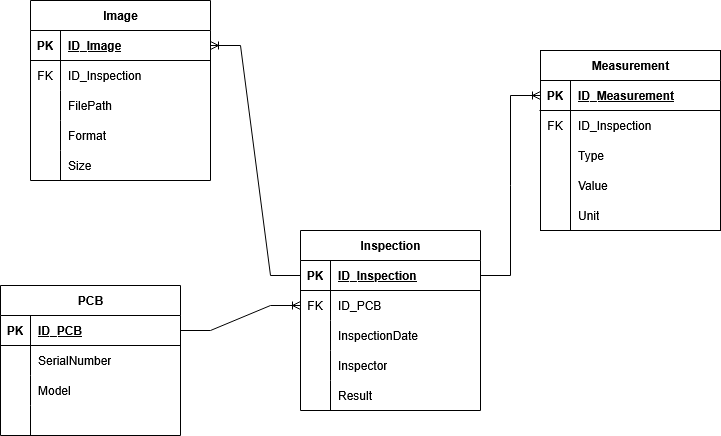 Image
PK ID_Image
FK ID_Inspection
FilePath
Format
Size
Measurement
PK ID_Measurement
FK ID_Inspection
Type
Value
Unit
Inspection
PK ID_Inspection
FK ID_PCB
InspectionDate
Inspector
Result
PCB
PK ID_PCB
SerialNumber
Model